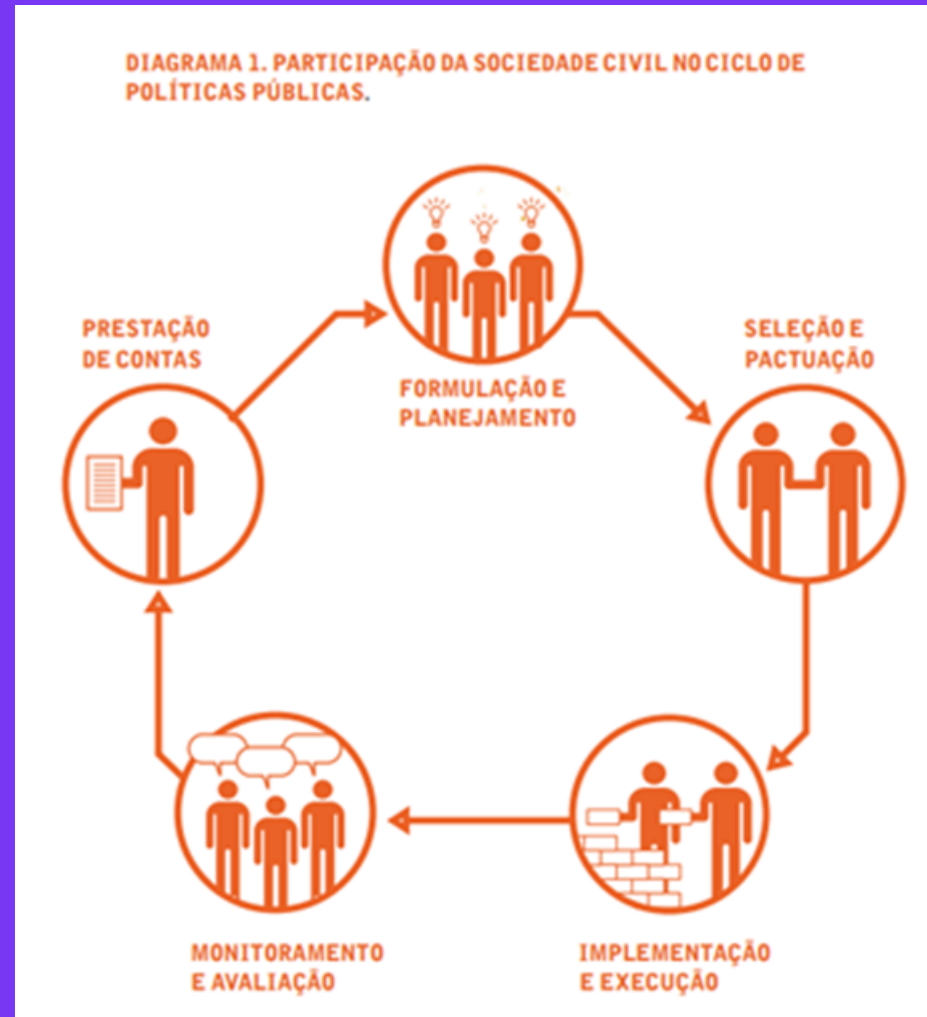 DIAGRAMA 1. PARTICIPAÇÃO DA SOCIEDADE CIVIL NO CICLO DE
POLÍTICAS PÚBLICAS.
FORMULAÇÃO E
PLANEJAMENTO
SELEÇÃO E
PACTUAÇÃO
IMPLEMENTAÇÃO
E EXECUÇÃO
MONITORAMENTO
E AVALIAÇÃO
PRESTAÇÃO
DE CONTAS